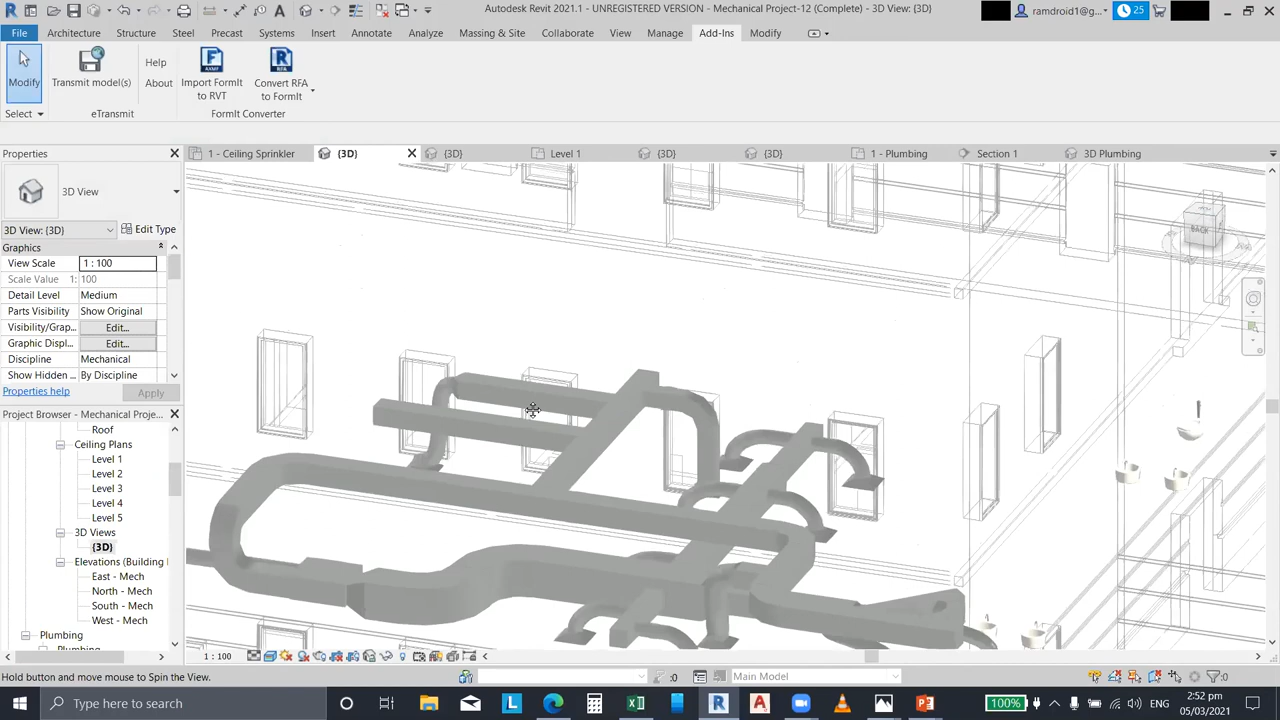 Autodesk Revit 2021.1 - UNREGISTERED VERSION - Mechanical Project-12 (Complete) - 3D View: {3D}
ramdroid1@g...
25
File Architecture Structure Steel Precast Systems Insert Annotate Analyze Massing & Site Collaborate View Manage Add-Ins Modify
Modify
Transmit model(s)
Help
About
Import FormIt
to RVT
Convert RFA
to FormIt
Select
eTransmit
FormIt Converter
Properties
1 - Ceiling Sprinkler
{3D}
{3D}
Level 1
{3D}
{3D}
1 - Plumbing
Section 1
3D Plumbing
3D View
3D View: {3D}
Edit Type
Graphics
View Scale 1 : 100
Scale Value 1: 100
Detail Level Medium
Parts Visibility Show Original
Visibility/Grap... Edit...
Graphic Displ... Edit...
Discipline Mechanical
Show Hidden By Discipline
Properties help
Apply
Project Browser - Mechanical Proje...
Roof
Ceiling Plans
Level 1
Level 2
Level 3
Level 4
Level 5
3D Views
{3D}
Elevations (Building
East - Mech
North - Mech
South - Mech
West - Mech
Plumbing
BACK
1 : 100
Hold button and move mouse to Spin the View.
:0
Main Model
:0
Type here to search
100%
ENG
2:52 pm
05/03/2021